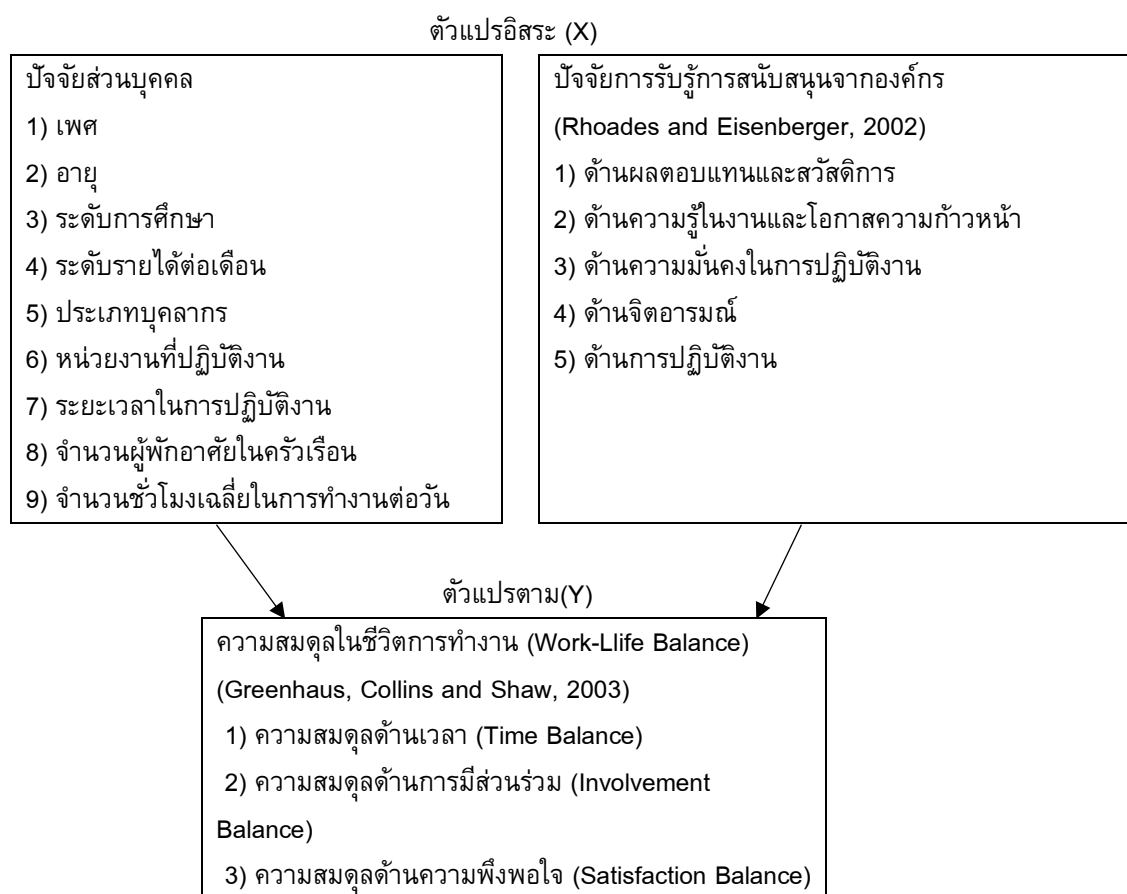 ตัวแปรอิสระ (X)
ปัจจัยส่วนบุคคล
1) เพศ
2) อายุ
3) ระดับการศึกษา
4) ระดับรายได้ต่อเดือน
5) ประเภทบุคลากร
6) หน่วยงานที่ปฏิบัติงาน
7) ระยะเวลาในการปฏิบัติงาน
8) จำนวนผู้พักอาศัยในครัวเรือน
9) จำนวนชั่วโมงเฉลี่ยในการทำงานต่อวัน
ปัจจัยการรับรู้การสนับสนุนจากองค์กร
(Rhoades and Eisenberger, 2002)
1) ด้านผลตอบแทนและสวัสดิการ
2) ด้านความรู้ในงานและโอกาสความก้าวหน้า
3) ด้านความมั่นคงในการปฏิบัติงาน
4) ด้านจิตอารมณ์
5) ด้านการปฏิบัติงาน
ตัวแปรตาม(Y)
ความสมดุลในชีวิตการทำงาน (Work-Llife Balance)
(Greenhaus, Collins and Shaw, 2003)
1) ความสมดุลด้านเวลา (Time Balance)
2) ความสมดุลด้านการมีส่วนร่วม (Involvement
Balance)
3) ความสมดุลด้านความพึงพอใจ (Satisfaction Balance)